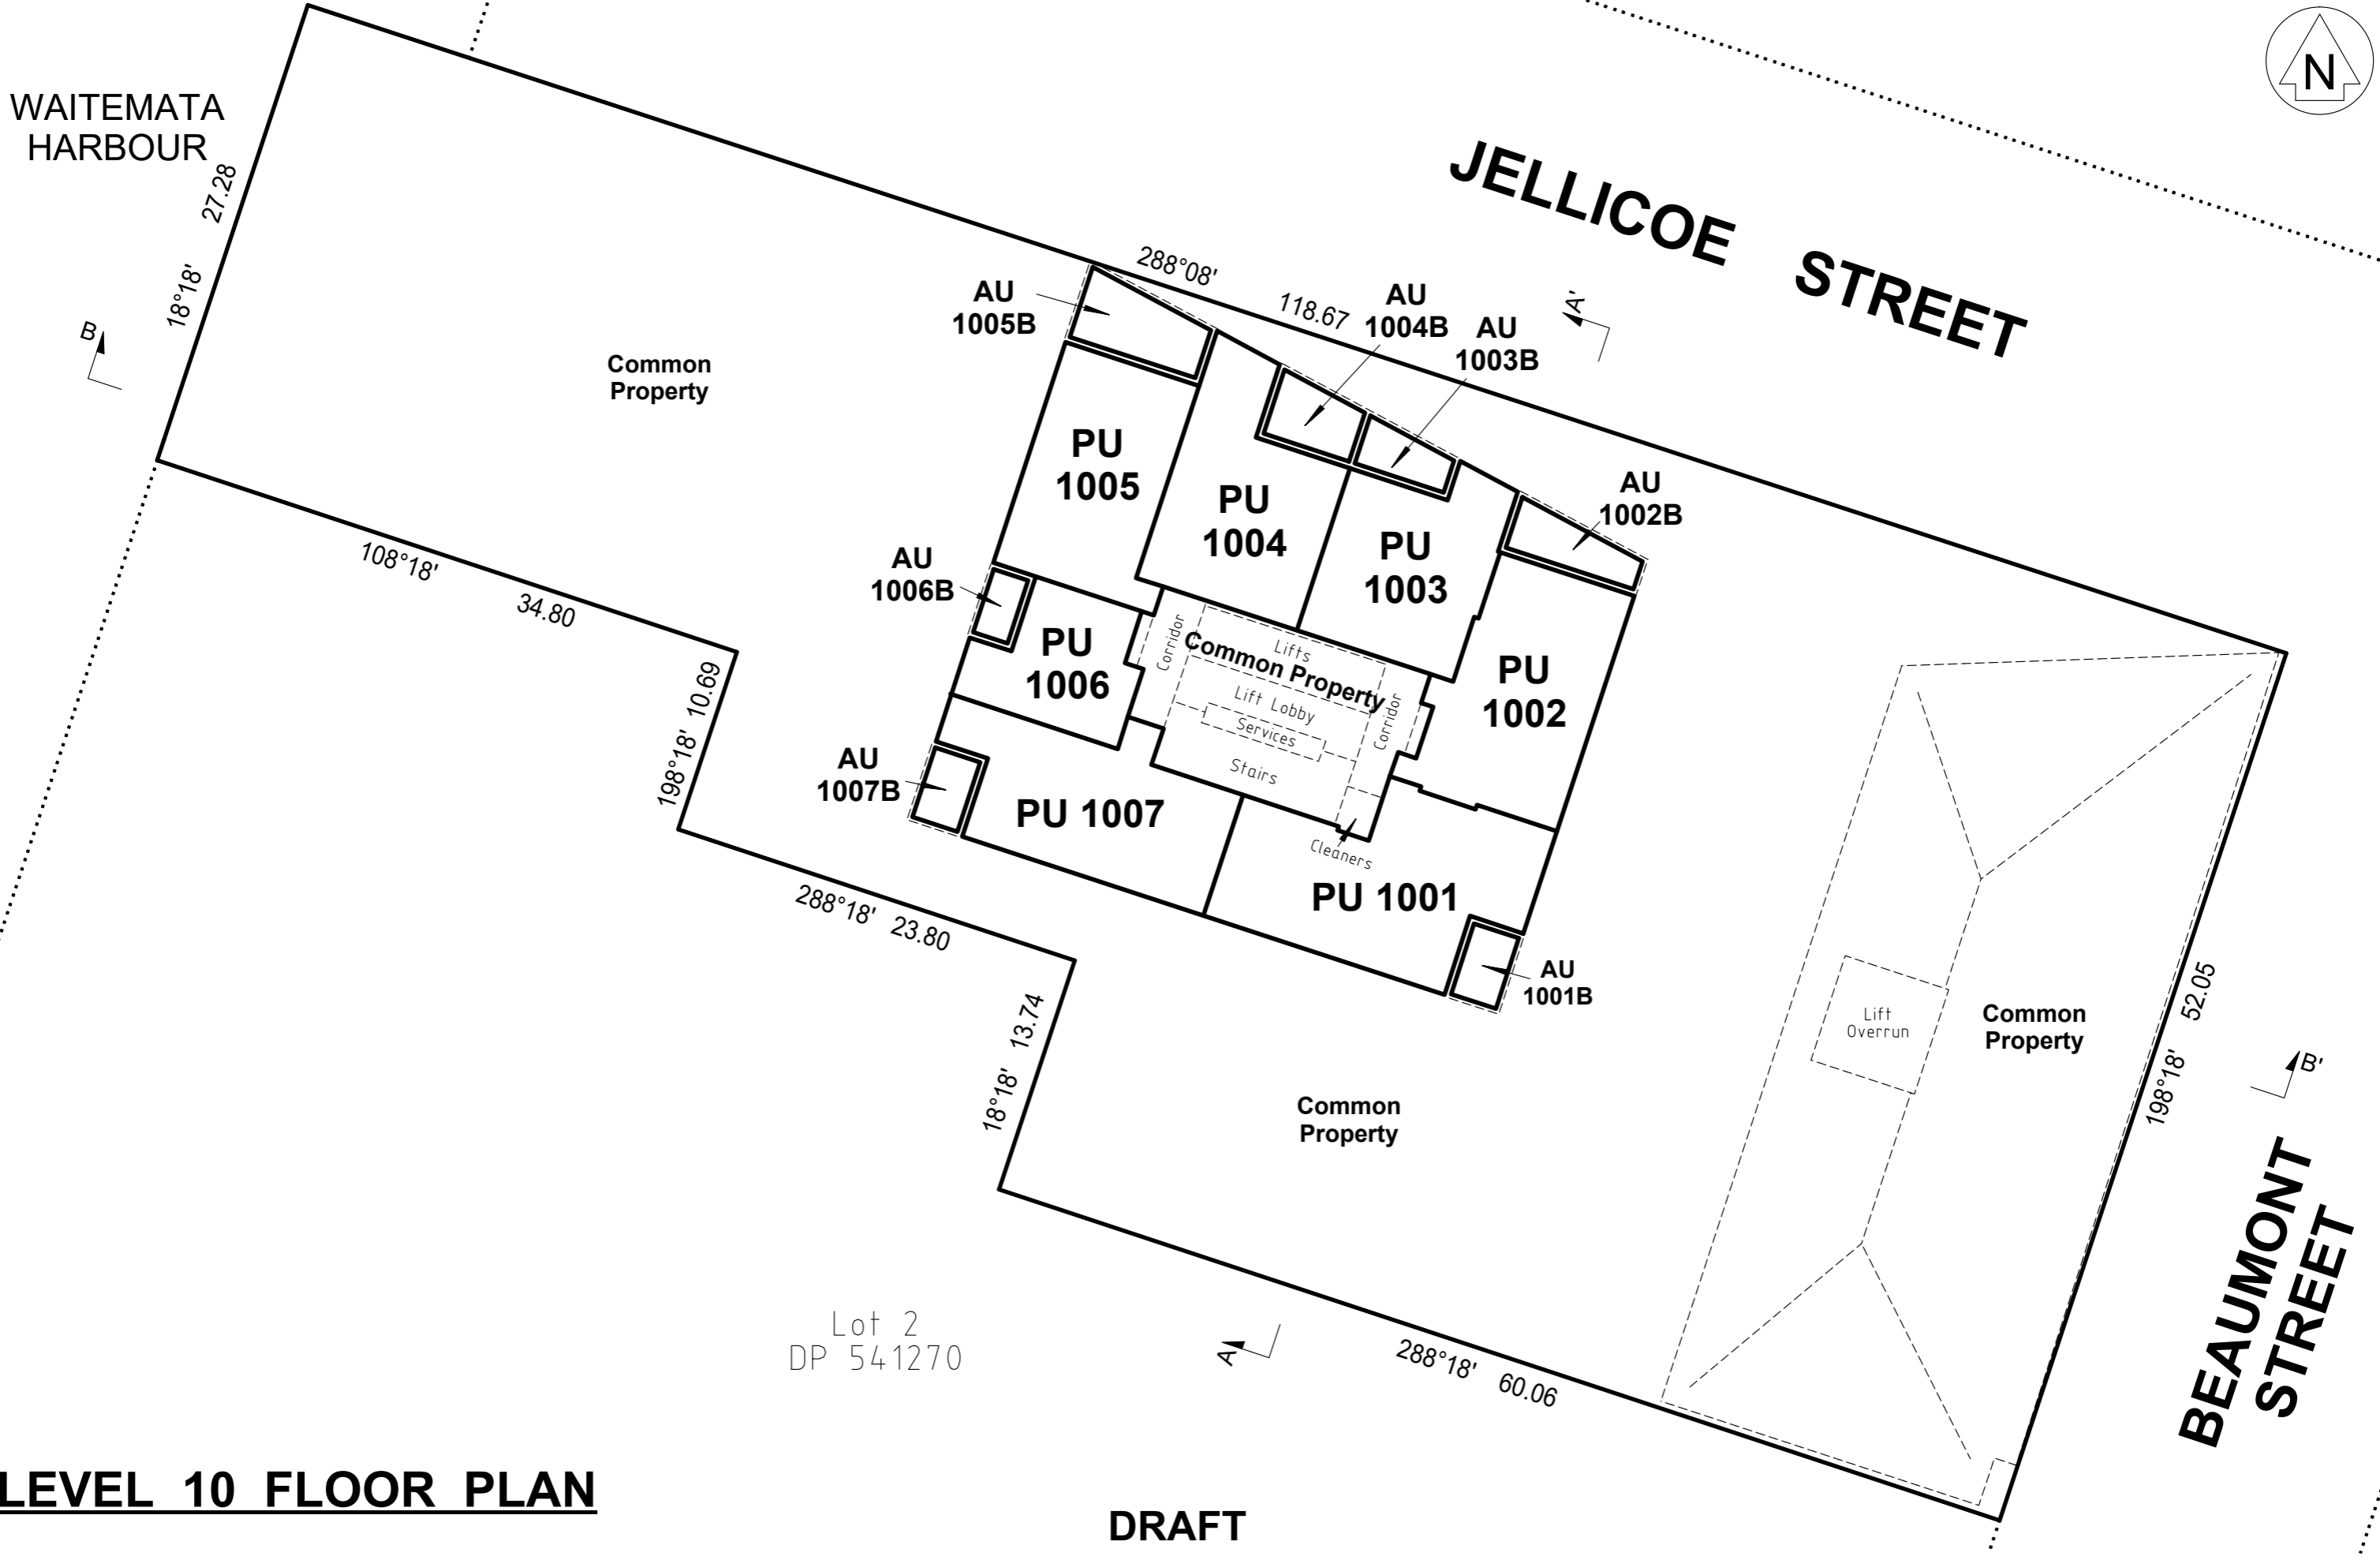 N
WAITEMATA
HARBOUR
JELLICOE STREET
27.28
18°18'
B
288°08'
118.67
A'
AU
1005B
AU
1004B
AU
1003B
Common
Property
PU
1005
PU
1004
AU
1002B
PU
1003
108°18'
34.80
AU
1006B
PU
1006
Corridor
Lifts
Common Property
Lift Lobby
Services
Corridor
Stairs
PU
1002
198°18' 10.69
AU
1007B
PU 1007
Cleaners
PU 1001
288°18' 23.80
AU
1001B
18°18' 13.74
Lift
Overrun
Common
Property
198°18' 52.05
B'
Common
Property
BEAUMONT
STREET
Lot 2
DP 541270
A
288°18' 60.06
LEVEL 10 FLOOR PLAN
DRAFT